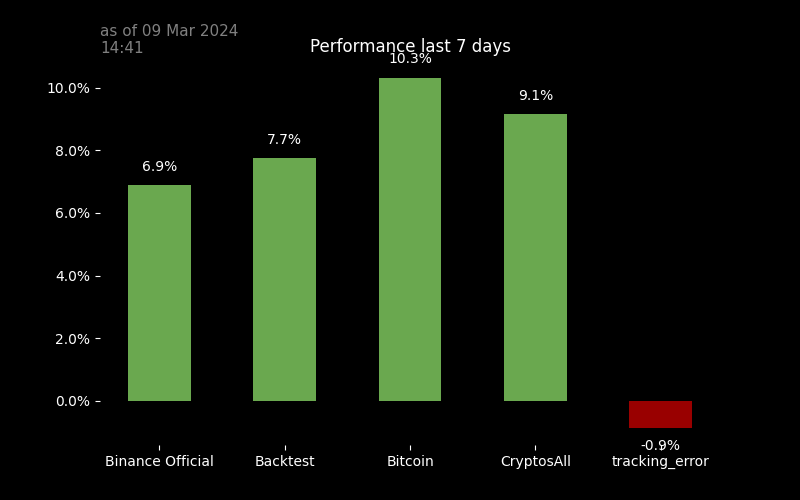 as of 09 Mar 2024
14:41
Performance last 7 days
10.3%
10.0%
9.1%
8.0%
7.7%
6.9%
6.0%
4.0%
2.0%
0.0%
-0.9%
Binance Official
Backtest
Bitcoin
CryptosAll
tracking_error